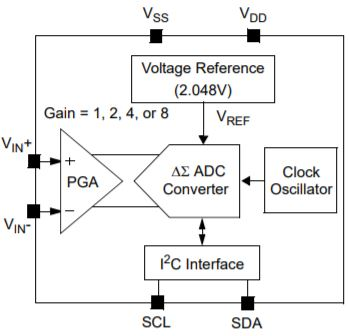 VSS VDD
Voltage Reference
(2.048V)
Gain = 1, 2, 4, or 8
VREF
VIN+
+
PGA
ΔΣ ADC
Converter
Clock
Oscillator
−
VIN-
I2C Interface
SCL SDA